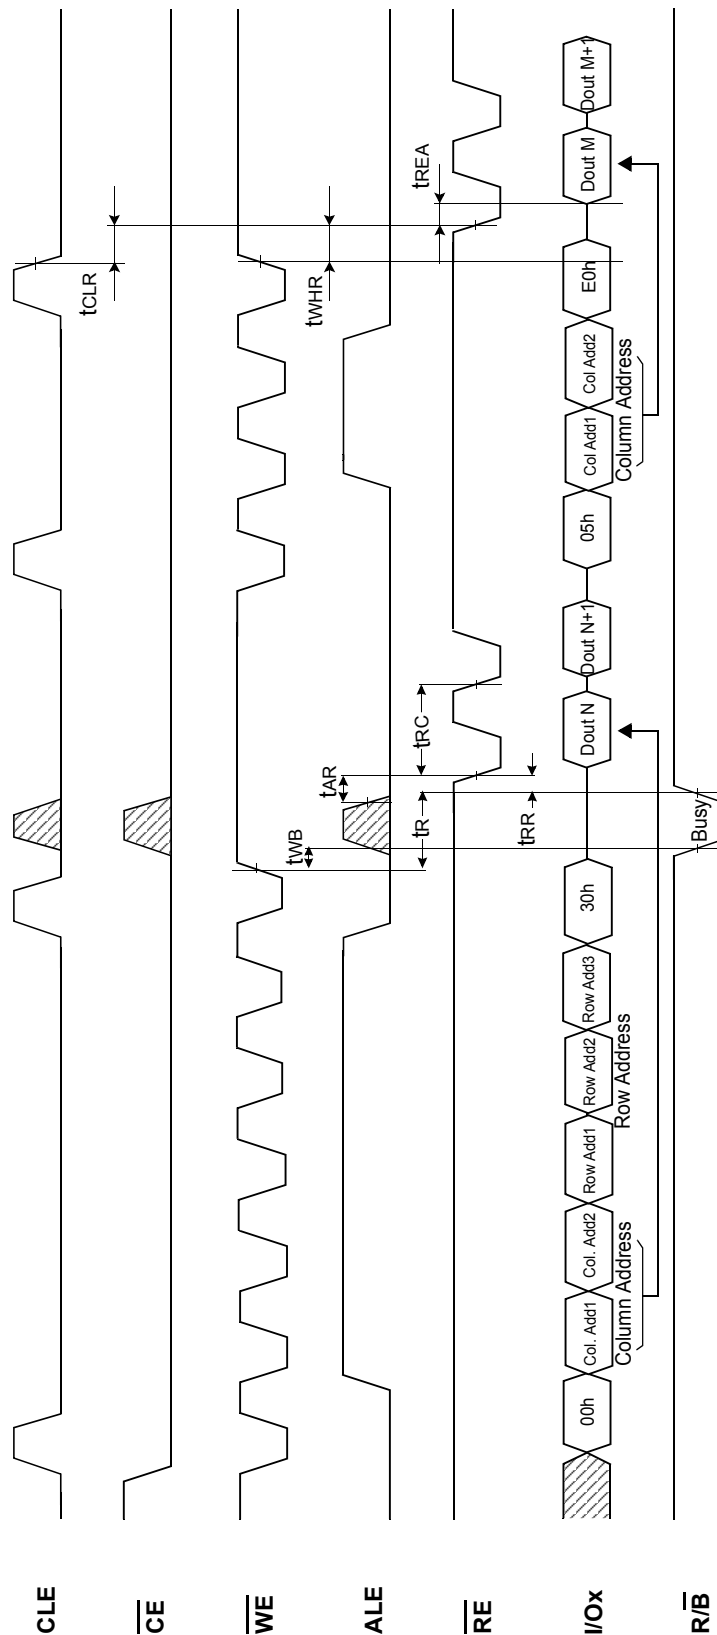 CLE
tCLR
CE
WE
tWB
tWHR
ALE
tAR
tR
tRC
tREA
RE
tRR
I/Ox
00h
Col. Add1
Col. Add2
Row Add1
Row Add2
Row Add3
30h
Dout N
Dout N+1
05h
Col Add1
Col Add2
E0h
Dout M
Dout M+1
Column Address
Row Address
Column Address
R/B
Busy